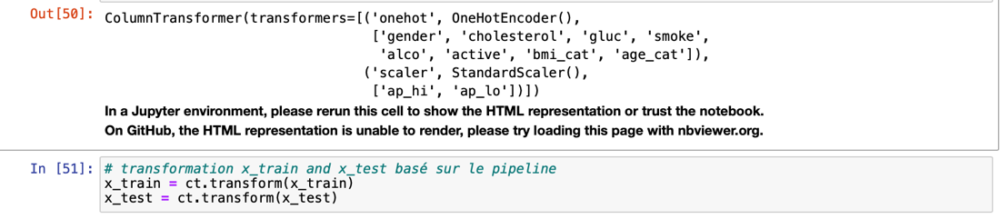 Out[50]: ColumnTransformer(transformers=[('onehot', OneHotEncoder(),
['gender', 'cholesterol', 'gluc', 'smoke',
'alco', 'active', 'bmi_cat', 'age_cat']),
('scaler', StandardScaler(),
['ap_hi', 'ap_lo'])])
In a Jupyter environment, please rerun this cell to show the HTML representation or trust the notebook.
On GitHub, the HTML representation is unable to render, please try loading this page with nbviewer.org.
In [51]: # transformation x_train and x_test basé sur le pipeline
x_train = ct.transform(x_train)
x_test = ct.transform(x_test)